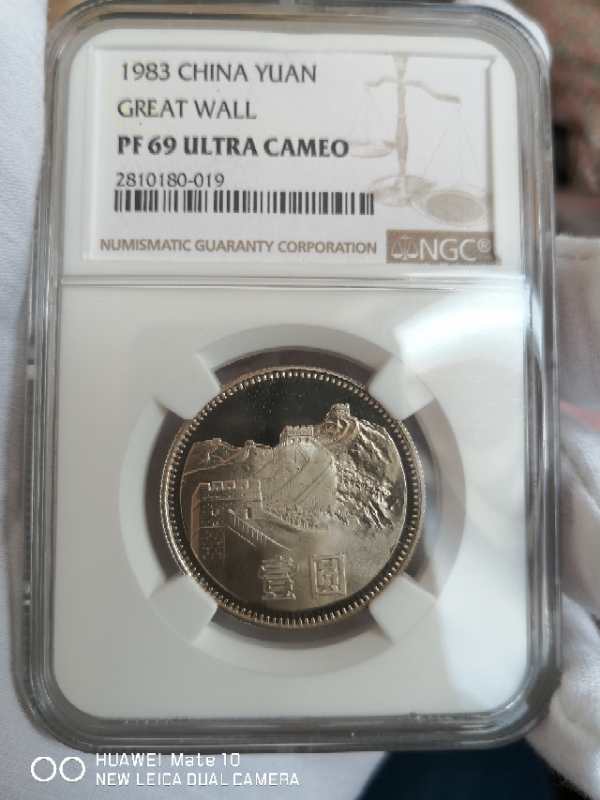 1983 CHINA YUAN
GREAT WALL
PF 69 ULTRA CAMEO
2810180-019
NUMISMATIC GUARANTY CORPORATION NGC®
壹圆
HUAWEI Mate 10
NEW LEICA DUAL CAMERA